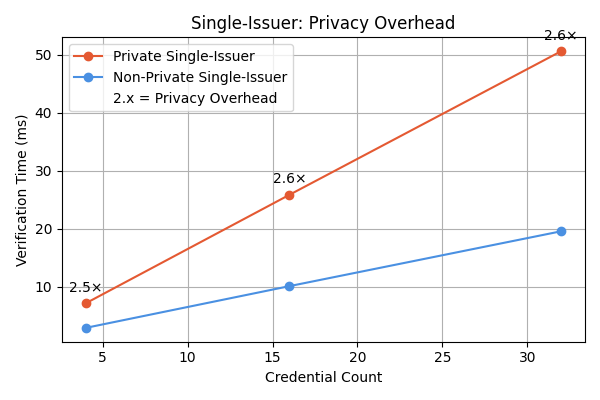 Single-Issuer: Privacy Overhead
2.6×
50
Private Single-Issuer
Non-Private Single-Issuer
2.x = Privacy Overhead
40
30
2.6×
20
2.5×
10
Verification Time (ms)
5
10
15
20
25
30
Credential Count